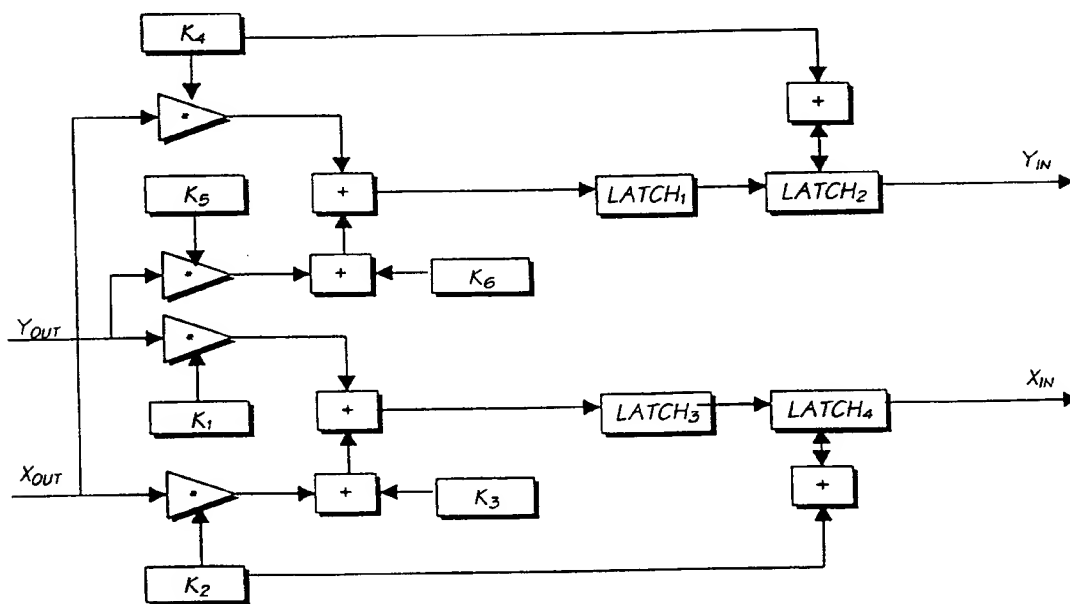 K₄
+
*
Y_IN
+
LATCH₁
LATCH₂
K₅
*
+
K₆
Y_OUT
*
X_IN
+
LATCH₃
LATCH₄
K₁
X_OUT
*
+
K₃
+
K₂